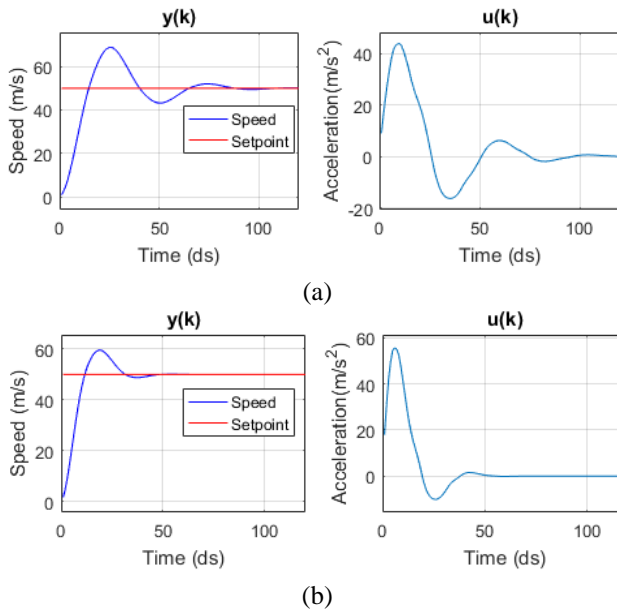 y(k)
Speed (m/s)
60
40
20
0
Speed
Setpoint
0 50 100
Time (ds)
u(k)
Acceleration(m/s²)
40
20
0
-20
0 50 100
Time (ds)
(a)
y(k)
Speed (m/s)
60
40
20
0
Speed
Setpoint
0 50 100
Time (ds)
u(k)
Acceleration(m/s²)
60
40
20
0
0 50 100
Time (ds)
(b)